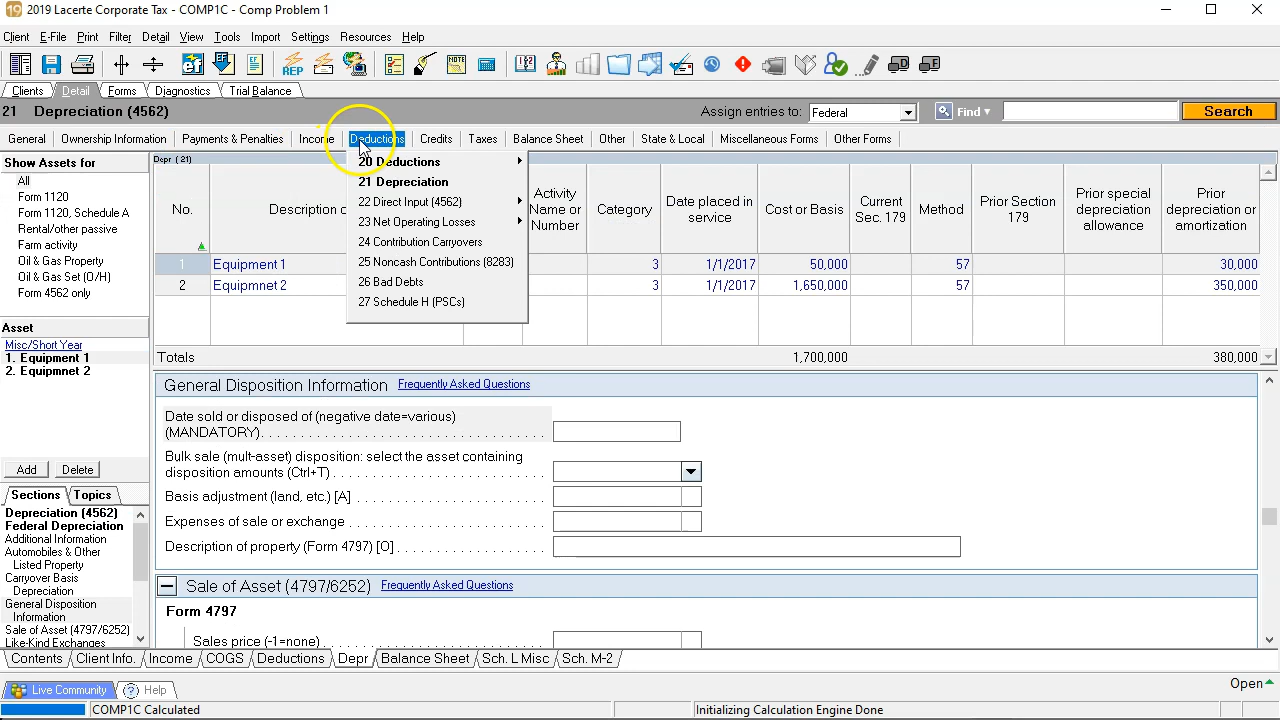 19 2019 Lacerte Corporate Tax - COMP1C - Comp Problem 1
Client E-File Print Filter Detail View Tools Import Settings Resources Help
REP
Clients Detail Forms Diagnostics Trial Balance
21 Depreciation (4562) Assign entries to: Federal Find Search
General Ownership Information Payments & Penalties Income Deductions Credits Taxes Balance Sheet Other State & Local Miscellaneous Forms Other Forms
Show Assets for
All
Form 1120
Form 1120, Schedule A
Rental/other passive
Farm activity
Oil & Gas Property
Oil & Gas Set (O/H)
Form 4562 only
Asset
Misc/Short Year
1. Equipment 1
2. Equipmnet 2
Add Delete
Sections Topics
Depreciation (4562)
Federal Depreciation
Additional Information
Automobiles & Other
Listed Property
Carryover Basis
Depreciation
General Disposition
Information
Sale of Asset (4797/6252)
Like-Kind Exchanges
20 Deductions
21 Depreciation
22 Direct Input (4562)
23 Net Operating Losses
24 Contribution Carryovers
25 Noncash Contributions (8283)
26 Bad Debts
27 Schedule H (PSCs)
Depr (21)
No. Description o Activity Name or Number Category Date placed in service Cost or Basis Current Sec. 179 Method Prior Section 179 Prior special depreciation allowance Prior depreciation or amortization
1 Equipment 1 3 1/1/2017 50,000 57 30,000
2 Equipmnet 2 3 1/1/2017 1,650,000 57 350,000
Totals 1,700,000 380,000
General Disposition Information Frequently Asked Questions
Date sold or disposed of (negative date=various)
(MANDATORY)
Bulk sale (mult-asset) disposition: select the asset containing
disposition amounts (Ctrl+T)
Basis adjustment (land, etc.) [A]
Expenses of sale or exchange
Description of property (Form 4797) [O]
Sale of Asset (4797/6252) Frequently Asked Questions
Form 4797
Sales price (-1=none)
Contents Client Info. Income COGS Deductions Depr Balance Sheet Sch. L Misc Sch. M-2
Live Community Help Open
COMP1C Calculated Initializing Calculation Engine Done